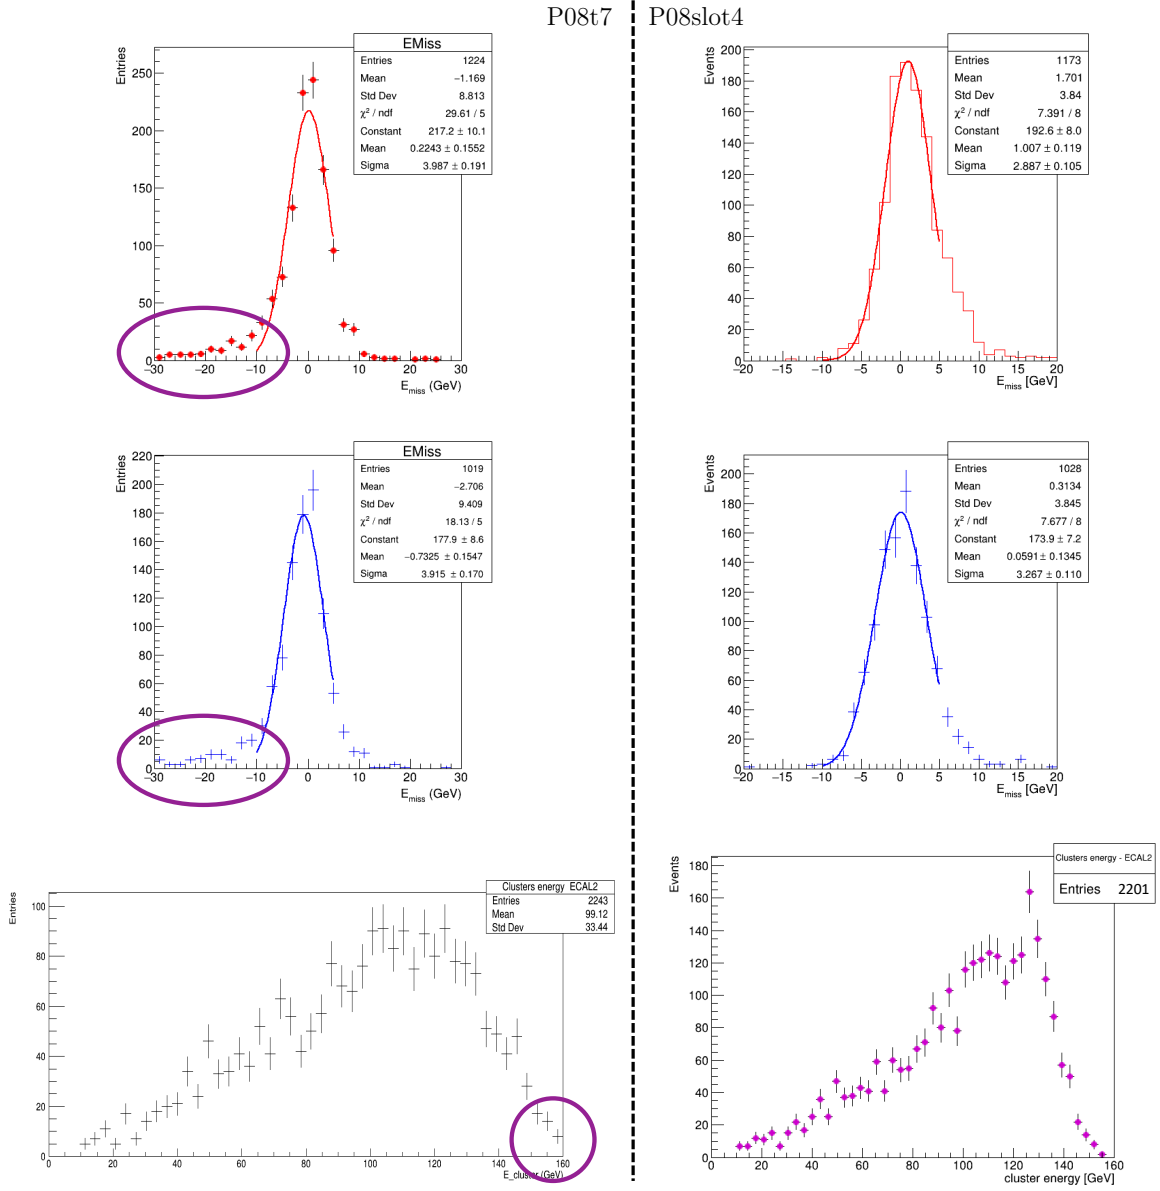 P08t7
P08slot4
EMiss
Entries 1224
Mean −1.169
Std Dev 8.813
χ² / ndf 29.61 / 5
Constant 217.2 ± 10.1
Mean 0.2243 ± 0.1552
Sigma 3.987 ± 0.191
Entries
250
200
150
100
50
0
−30 −20 −10 0 10 20 30
E_miss (GeV)
Entries 1173
Mean 1.701
Std Dev 3.84
χ² / ndf 7.391 / 8
Constant 192.6 ± 8.0
Mean 1.007 ± 0.119
Sigma 2.887 ± 0.105
Events
200
180
160
140
120
100
80
60
40
20
0
−20 −15 −10 −5 0 5 10 15 20
E_miss [GeV]
EMiss
Entries 1019
Mean −2.706
Std Dev 9.409
χ² / ndf 18.13 / 5
Constant 177.9 ± 8.6
Mean −0.7325 ± 0.1547
Sigma 3.915 ± 0.170
Entries
220
200
180
160
140
120
100
80
60
40
20
0
−30 −20 −10 0 10 20 30
E_miss (GeV)
Entries 1028
Mean 0.3134
Std Dev 3.845
χ² / ndf 7.677 / 8
Constant 173.9 ± 7.2
Mean 0.0591 ± 0.1345
Sigma 3.267 ± 0.110
Events
200
180
160
140
120
100
80
60
40
20
0
−20 −15 −10 −5 0 5 10 15 20
E_miss [GeV]
Clusters energy ECAL2
Entries 2243
Mean 99.12
Std Dev 33.44
Entries
100
80
60
40
20
0
0 20 40 60 80 100 120 140 160
E_cluster (GeV)
Clusters energy - ECAL2
Entries 2201
Events
180
160
140
120
100
80
60
40
20
0
0 20 40 60 80 100 120 140 160
cluster energy [GeV]